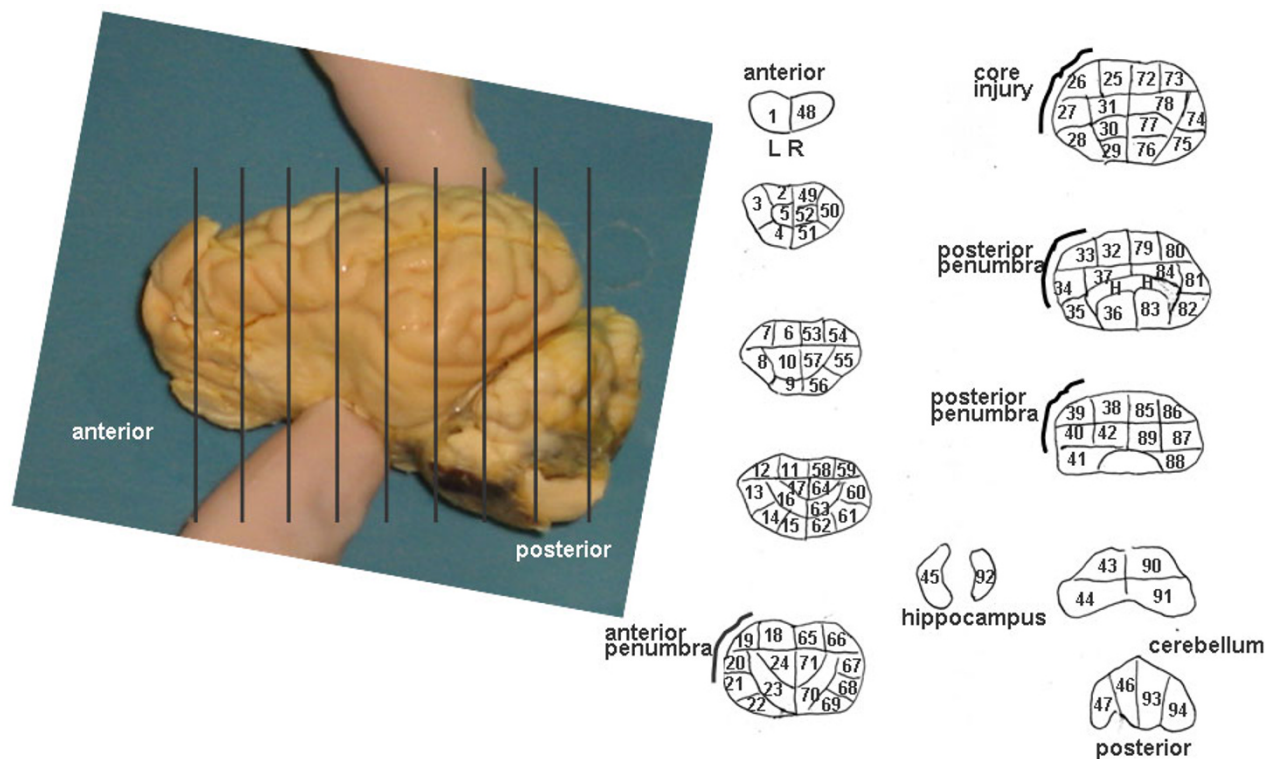 anterior
posterior
anterior
1 48
L R
2 49
3 5 52 50
4 51
7 6 53 54
8 10 57 55
9 56
12 11 58 59
13 17 64 60
16 63
14 15 62 61
anterior
penumbra
19 18 65 66
20 24 71 67
21 23 70 68
22 69
core
injury
26 25 72 73
27 31 78 74
30 77
28 29 76 75
posterior
penumbra
33 32 79 80
34 37 84 81
H H
35 36 83 82
posterior
penumbra
39 38 85 86
40 42 89 87
41 88
45 92
hippocampus
43 90
44 91
cerebellum
46 93
47 94
posterior